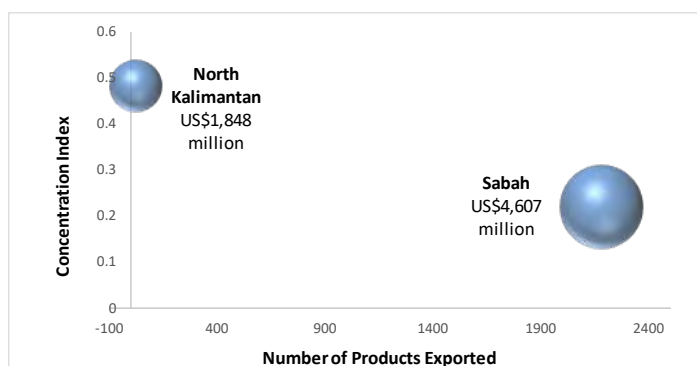 0.6
0.5
0.4
0.3
0.2
0.1
0
Concentration Index
North
Kalimantan
US$1,848
million
Sabah
US$4,607
million
-100 400 900 1400 1900 2400
Number of Products Exported